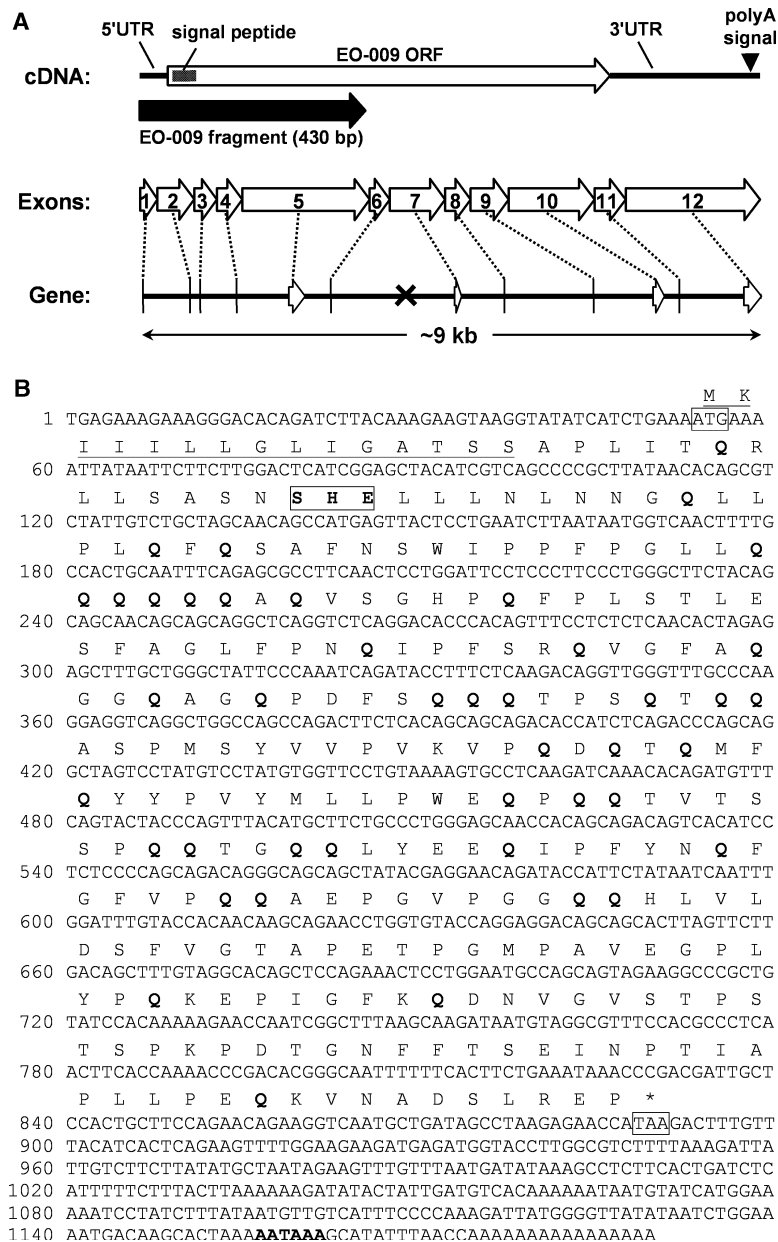 A
5'UTR
signal peptide
EO-009 ORF
3'UTR
polyA
signal
cDNA:
EO-009 fragment (430 bp)
Exons:
1 2 3 4 5 6 7 8 9 10 11 12
Gene:
~9 kb
B
M K
1 TGAGAAAGAAAGGGACACAGATCTTACAAAGAAGTAAGGTATATCATCTGAAAATGAAA
I I I L L G L I G A T S S A P L I T Q R
60 ATTATAATTCTTCTTGGACTCATCGGAGCTACATCGTCAGCCCCGCTTATAACACAGCGT
L L S A S N S H E L L L N L N N G Q L L
120 CTATTGTCTGCTAGCAACAGCCATGAGTTACTCCTGAATCTTAATAATGGTCAACTTTTG
P L Q F Q S A F N S W I P P F P G L L Q
180 CCACTGCAATTTCAGAGCGCCTTCAACTCCTGGATTCCTCCCTTCCCTGGGCTTCTACAG
Q Q Q Q Q A Q V S G H P Q F P L S T L E
240 CAGCAACAGCAGCAGGCTCAGGTCTCAGGACACCCACAGTTTCCTCTCTCAACACTAGAG
S F A G L F P N Q I P F S R Q V G F A Q
300 AGCTTTGCTGGGCTATTCCCAAATCAGATACCTTTCTCAAGACAGGTTGGGTTTGCCCAA
G G Q A G Q P D F S Q Q Q T P S Q T Q Q
360 GGAGGTCAGGCTGGCCAGCCAGACTTCTCACAGCAGCAGACACCATCTCAGACCCAGCAG
A S P M S Y V V P V K V P Q D Q T Q M F
420 GCTAGTCCTATGTCCTATGTGGTTCCTGTAAAAGTGCCTCAAGATCAAACACAGATGTTT
Q Y Y P V Y M L L P W E Q P Q Q T V T S
480 CAGTACTACCCAGTTTACATGCTTCTGCCCTGGGAGCAACCACAGCAGACAGTCACATCC
S P Q Q T G Q Q L Y E E Q I P F Y N Q F
540 TCTCCCCAGCAGACAGGGCAGCAGCTATACGAGGAACAGATACCATTCTATAATCAATTT
G F V P Q Q A E P G V P G G Q Q H L V L
600 GGATTTGTACCACAACAAGCAGAACCTGGTGTACCAGGAGGACAGCAGCACTTAGTTCTT
D S F V G T A P E T P G M P A V E G P L
660 GACAGCTTTGTAGGCACAGCTCCAGAAACTCCTGGAATGCCAGCAGTAGAAGGCCCGCTG
Y P Q K E P I G F K Q D N V G V S T P S
720 TATCCACAAAAAGAACCAATCGGCTTTAAGCAAGATAATGTAGGCGTTTCCACGCCCTCA
T S P K P D T G N F F T S E I N P T I A
780 ACTTCACCAAAACCCGACACGGGCAATTTTTTCACTTCTGAAATAAACCCGACGATTGCT
P L L P E Q K V N A D S L R E P *
840 CCACTGCTTCCAGAACAGAAGGTCAATGCTGATAGCCTAAGAGAACCATAAGACTTTGTT
900 TACATCACTCAGAAGTTTTGGAAGAAGATGAGATGGTACCTTGGCGTCTTTTAAAGATTA
960 TTGTCTTCTTATATGCTAATAGAAGTTTGTTTAATGATATAAAGCCTCTTCACTGATCTC
1020 ATTTTTCTTTACTTAAAAAAGATATACTATTGATGTCACAAAAAATAATGTATCATGGAA
1080 AAATCCTATCTTTATAATGTTGTCATTTCCCCAAAGATTATGGGGTTATATAATCTGGAA
1140 AATGACAAGCACTAAAAATAAAGCATATTTAACCAAAAAAAAAAAAAAAAA